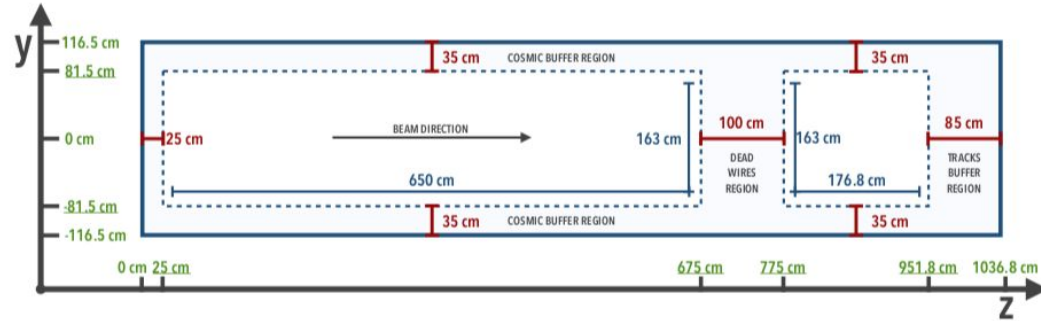 y
116.5 cm
81.5 cm
0 cm
-81.5 cm
-116.5 cm
35 cm
COSMIC BUFFER REGION
35 cm
25 cm
BEAM DIRECTION
163 cm
100 cm
163 cm
85 cm
DEAD
WIRES
REGION
TRACKS
BUFFER
REGION
650 cm
176.8 cm
35 cm
COSMIC BUFFER REGION
35 cm
0 cm 25 cm
675 cm
775 cm
951.8 cm
1036.8 cm
z